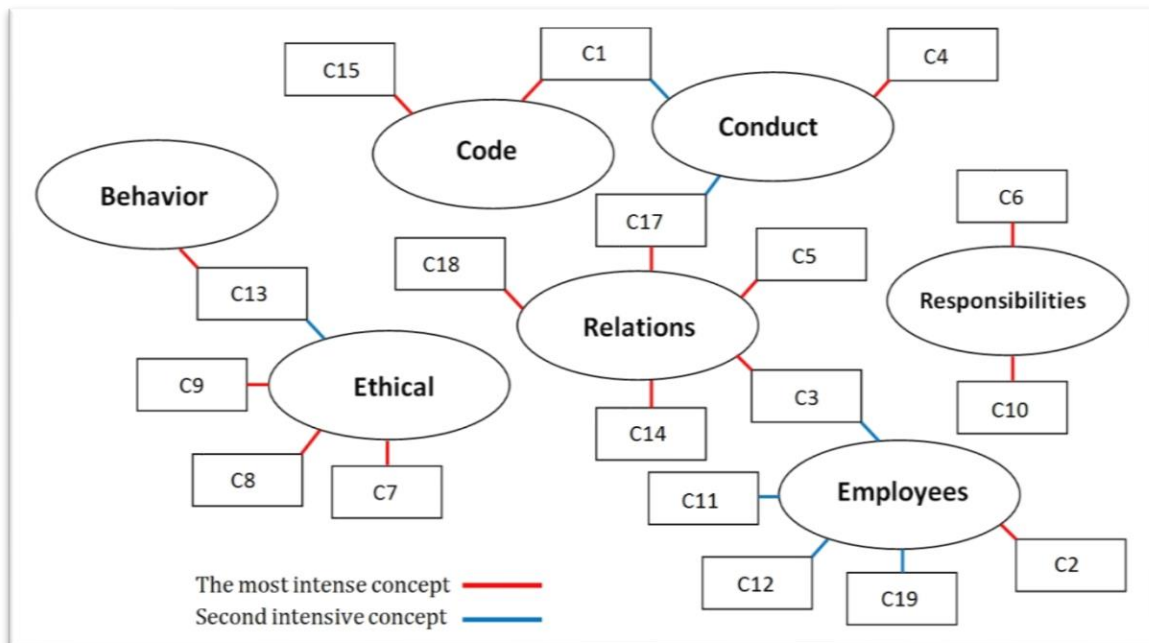 C15
C1
C4
Code
Conduct
Behavior
C6
C17
C5
C18
C13
Relations
Responsibilities
C9
Ethical
C3
C10
C14
C8
C7
C11
Employees
C12
C19
C2
The most intense concept
Second intensive concept